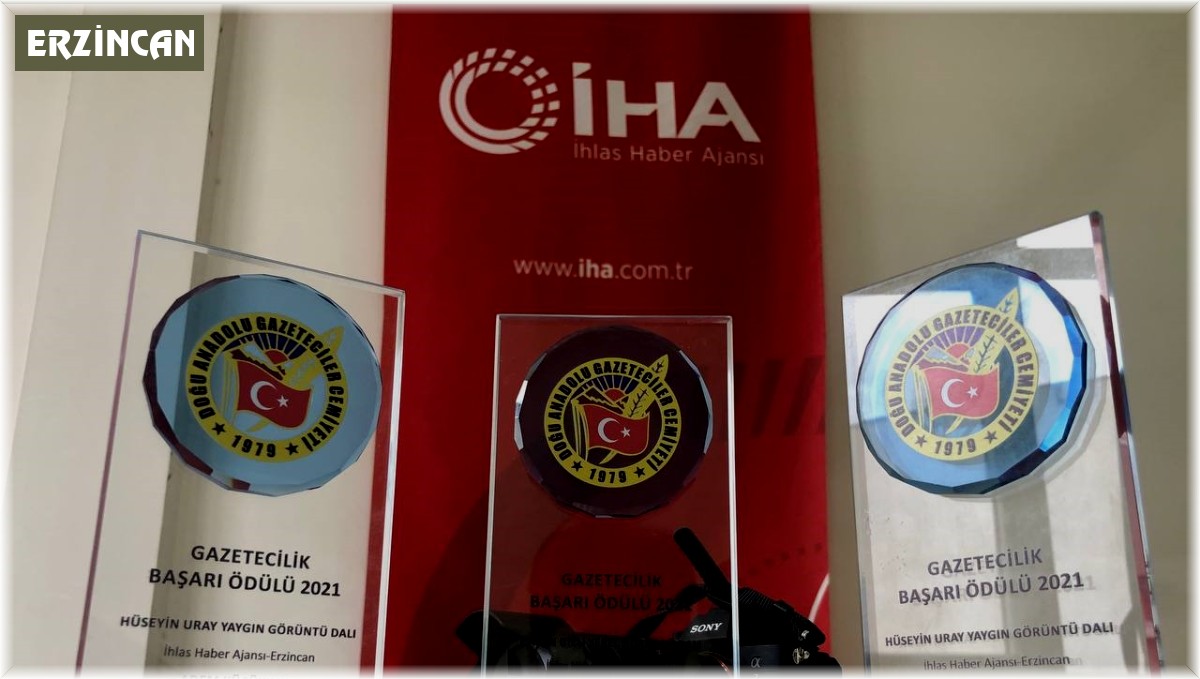 ERZİNCAN
İHA
İhlas Haber Ajansı
www.iha.com.tr
DOĞU ANADOLU GAZETECİLER CEMİYETİ
1979
GAZETECİLİK
BAŞARI ÖDÜLÜ 2021
HÜSEYİN URAY YAYGIN GÖRÜNTÜ DALI
İhlas Haber Ajansı-Erzincan
DOĞU ANADOLU GAZETECİLER CEMİYETİ
1979
GAZETECİLİK
BAŞARI ÖDÜLÜ 2021
SONY
α
DOĞU ANADOLU GAZETECİLER CEMİYETİ
1979
GAZETECİLİK
BAŞARI ÖDÜLÜ 2021
HÜSEYİN URAY YAYGIN GÖRÜNTÜ DALI
İhlas Haber Ajansı-Erzincan